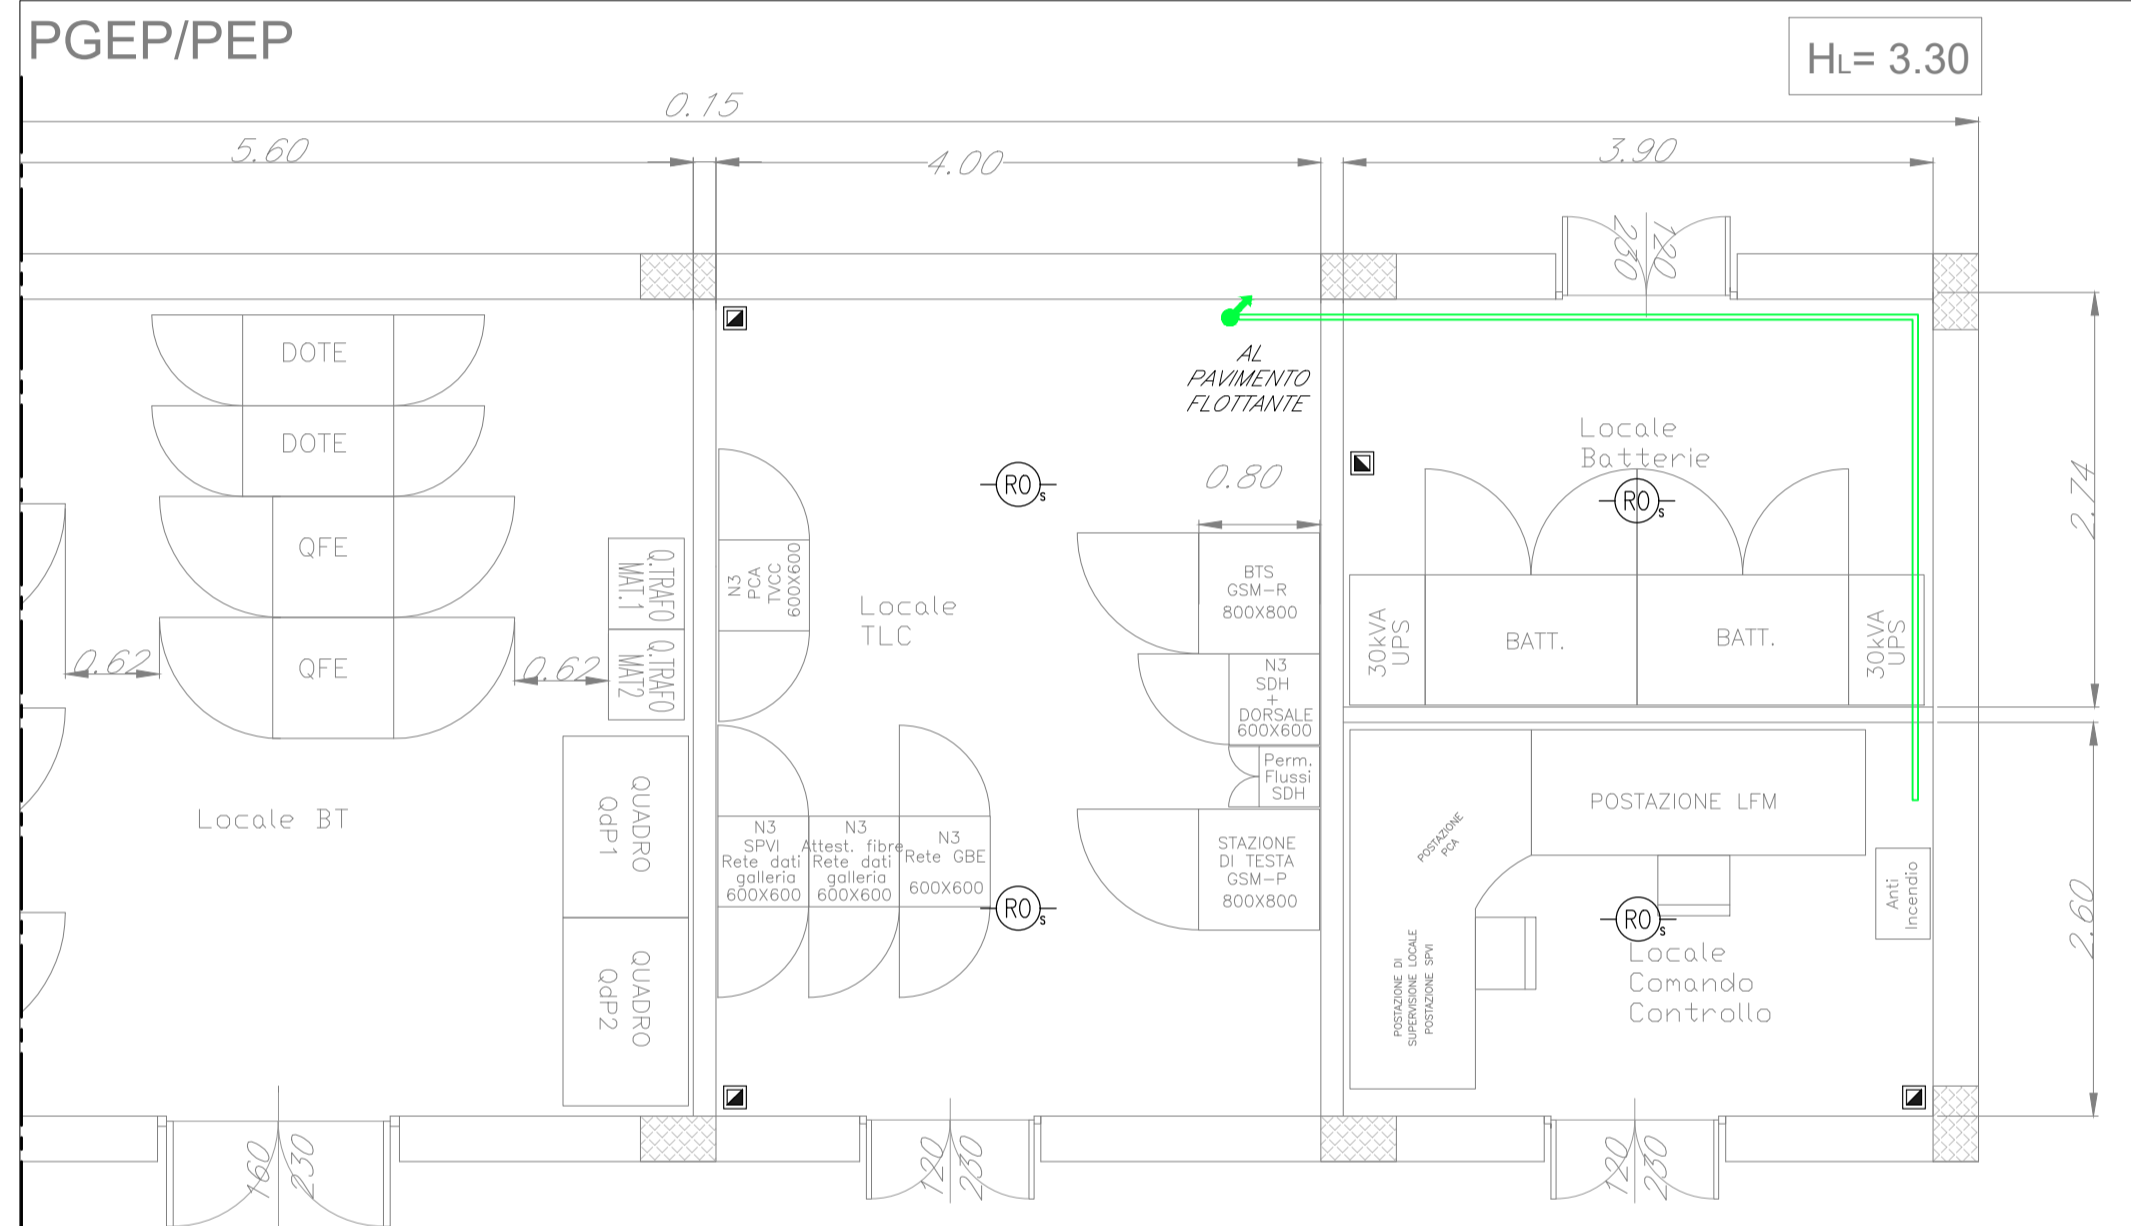 PGEP/PEP
HL= 3.30
0.15
5.60
4.00
3.90
230
120
DOTE
DOTE
QFE
QFE
0.62
0.62
Q.TRAFO
MAT.1
Q.TRAFO
MAT2
QUADRO
QdP1
QUADRO
QdP2
Locale BT
160
230
AL
PAVIMENTO
FLOTTANTE
R0s
0.80
N3
PCA
TVCC
600X600
Locale
TLC
BTS
GSM-R
800X800
N3
SDH
+
DORSALE
600X600
Perm.
Flussi
SDH
STAZIONE
DI TESTA
GSM-P
800X800
N3
SPVI
Rete dati
galleria
600X600
N3
Attest. fibre
Rete dati
galleria
600X600
N3
Rete GBE
600X600
R0s
120
230
Locale
Batterie
R0s
30kVA
UPS
BATT.
BATT.
30kVA
UPS
2.74
POSTAZIONE LFM
POSTAZIONE
PCA
POSTAZIONE DI
SUPERVISIONE LOCALE
POSTAZIONE SPVI
Anti
Incendio
R0s
Locale
Comando
Controllo
2.60
120
230